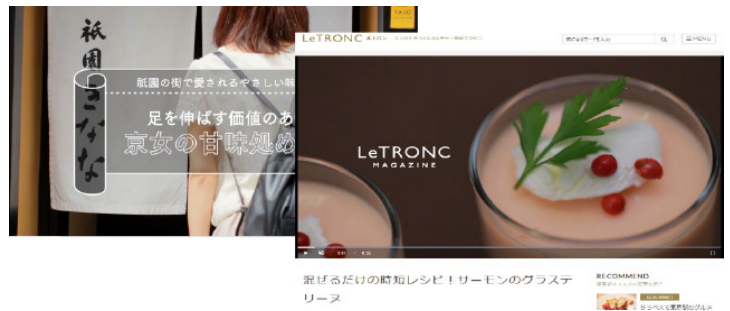 祇園きなな
祇園の街で愛されるやさしい味
足を伸ばす価値のあ
京女の甘味処め
LeTRONC
MENU
LeTRONC
MAGAZINE
混ぜるだけの時短レシピ！サーモンのグラステ
リーヌ
RECOMMEND